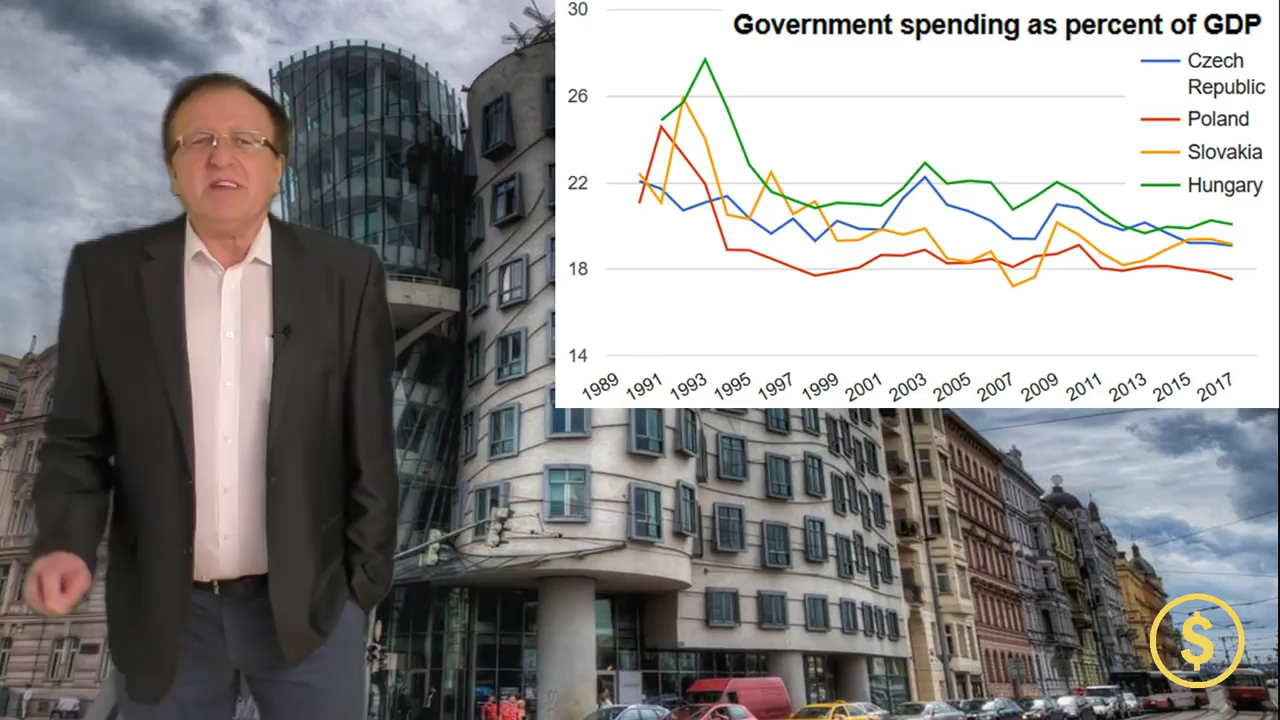 Government spending as percent of GDP
30
26
22
18
14
Czech
Republic
Poland
Slovakia
Hungary
1989 1991 1993 1995 1997 1999 2001 2003 2005 2007 2009 2011 2013 2015 2017
$